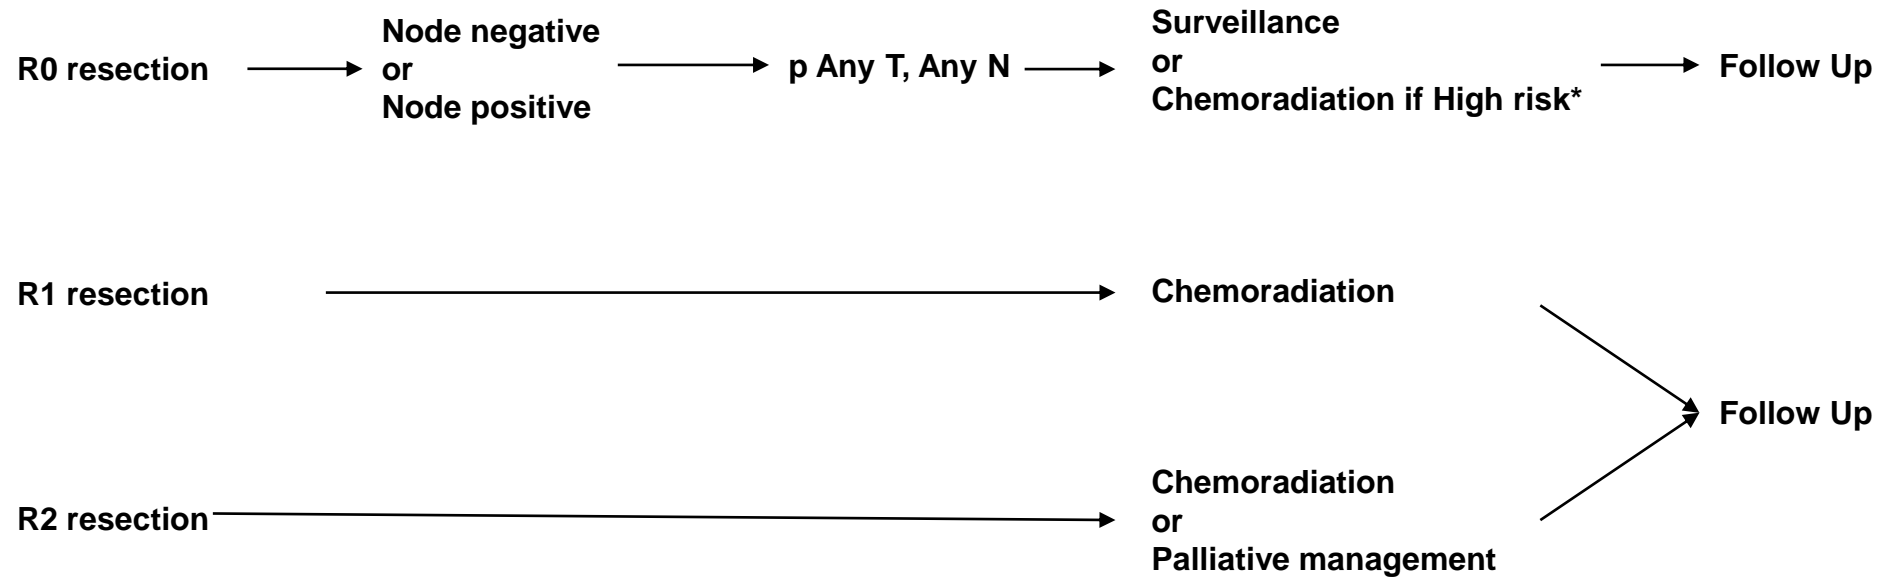 R0 resection
Node negative
or
Node positive
p Any T, Any N
Surveillance
or
Chemoradiation if High risk*
Follow Up
R1 resection
Chemoradiation
Follow Up
R2 resection
Chemoradiation
or
Palliative management